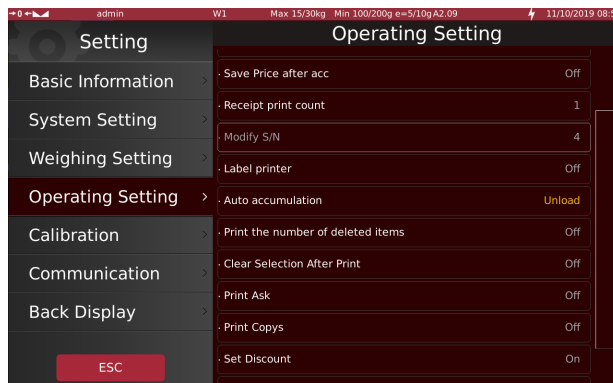 →0← admin W1 Max 15/30kg Min 100/200g e=5/10g A2.09 11/10/2019 08:5
Setting
Operating Setting
Basic Information
System Setting
Weighing Setting
Operating Setting
Calibration
Communication
Back Display
ESC
· Save Price after acc Off
· Receipt print count 1
· Modify S/N 4
· Label printer Off
· Auto accumulation Unload
· Print the number of deleted items Off
· Clear Selection After Print Off
· Print Ask Off
· Print Copys Off
· Set Discount On